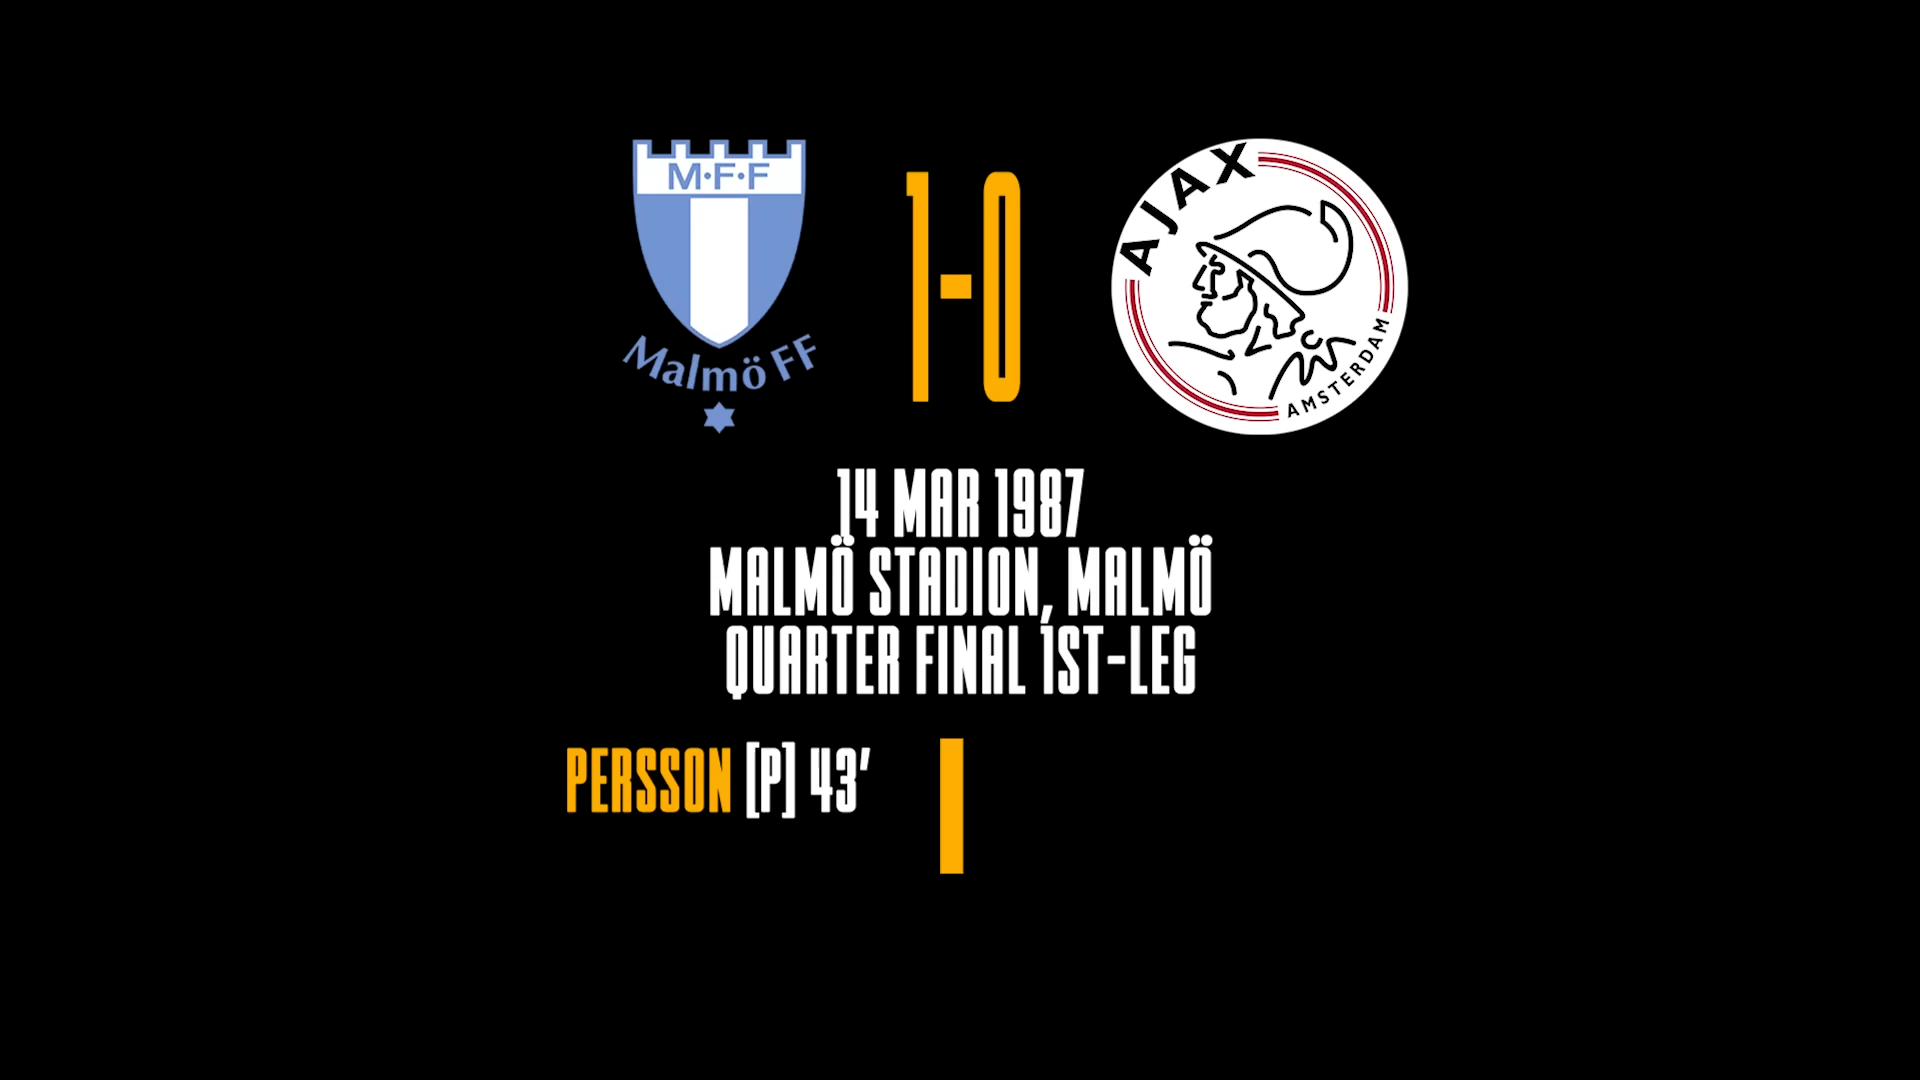 M·F·F
Malmö FF
1-0
AJAX
AMSTERDAM
14 MAR 1987
MALMÖ STADION, MALMÖ
QUARTER FINAL 1ST-LEG
PERSSON [P] 43'